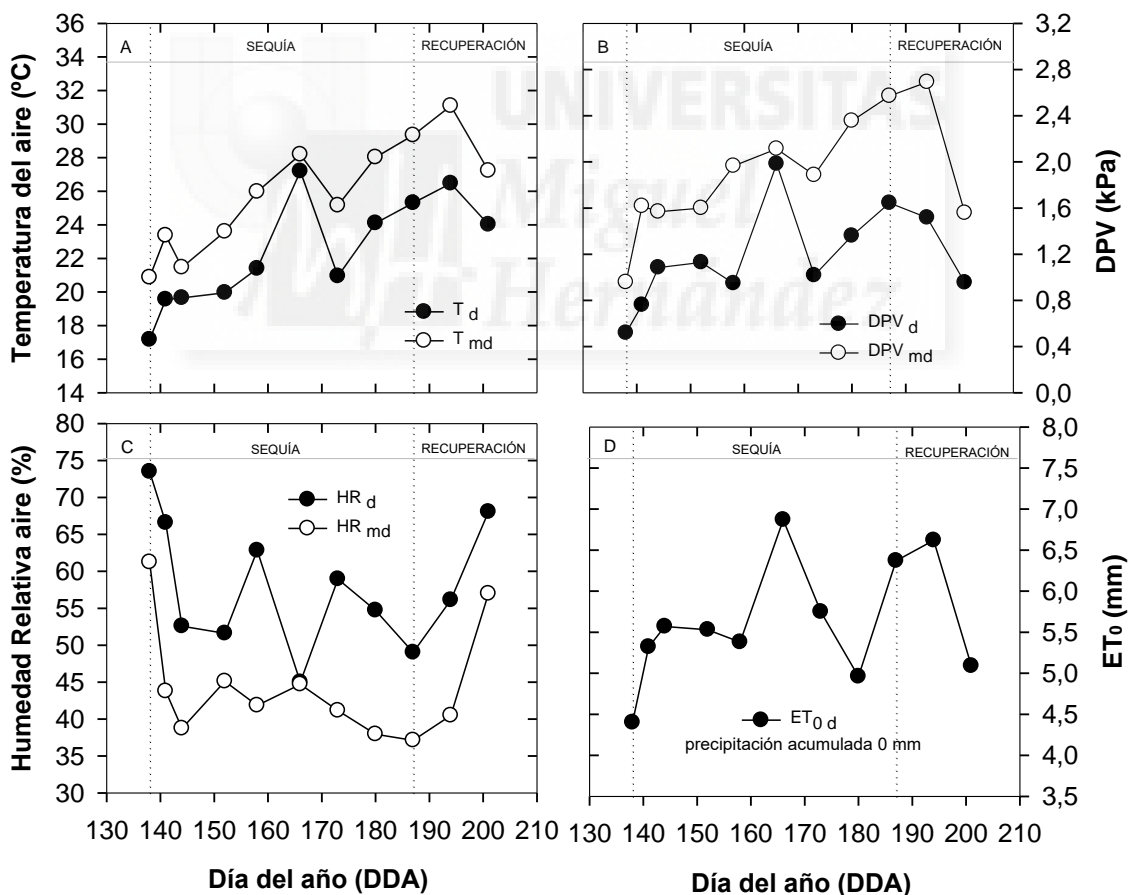 A
SEQUÍA
RECUPERACIÓN
Temperatura del aire (ºC)
36
34
32
30
28
26
24
22
20
18
16
14
T d
T md
B
SEQUÍA
RECUPERACIÓN
DPV (kPa)
3,2
2,8
2,4
2,0
1,6
1,2
0,8
0,4
0,0
DPV d
DPV md
UNIVERSITAS
Miguel
Hernández
C
SEQUÍA
RECUPERACIÓN
Humedad Relativa aire (%)
80
75
70
65
60
55
50
45
40
35
30
HR d
HR md
130 140 150 160 170 180 190 200 210
Día del año (DDA)
D
SEQUÍA
RECUPERACIÓN
ET0 (mm)
8,0
7,5
7,0
6,5
6,0
5,5
5,0
4,5
4,0
3,5
ET0 d
precipitación acumulada 0 mm
130 140 150 160 170 180 190 200 210
Día del año (DDA)